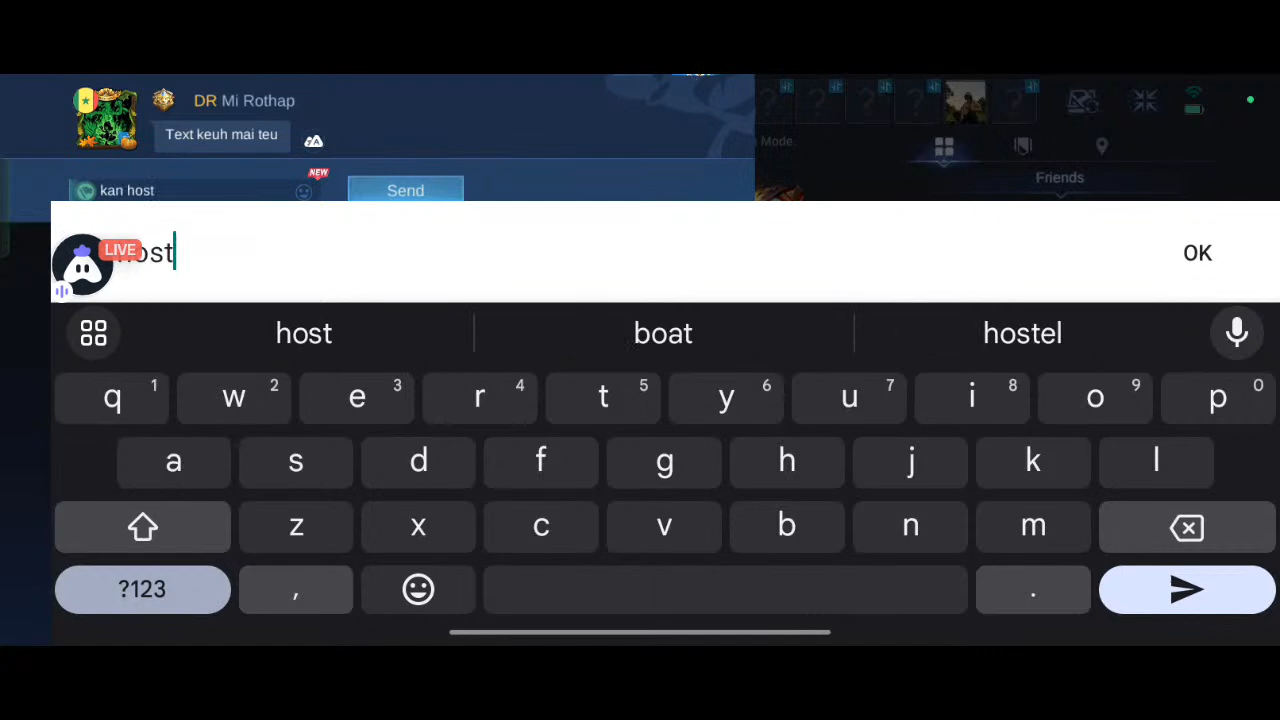 DR Mi Rothap
Text keuh mai teu
NEW
kan host
Send
Mode.
Friends
LIVE
host
OK
host boat hostel
q 1 w 2 e 3 r 4 t 5 y 6 u 7 i 8 o 9 p 0
a s d f g h j k l
z x c v b n m
?123 , .